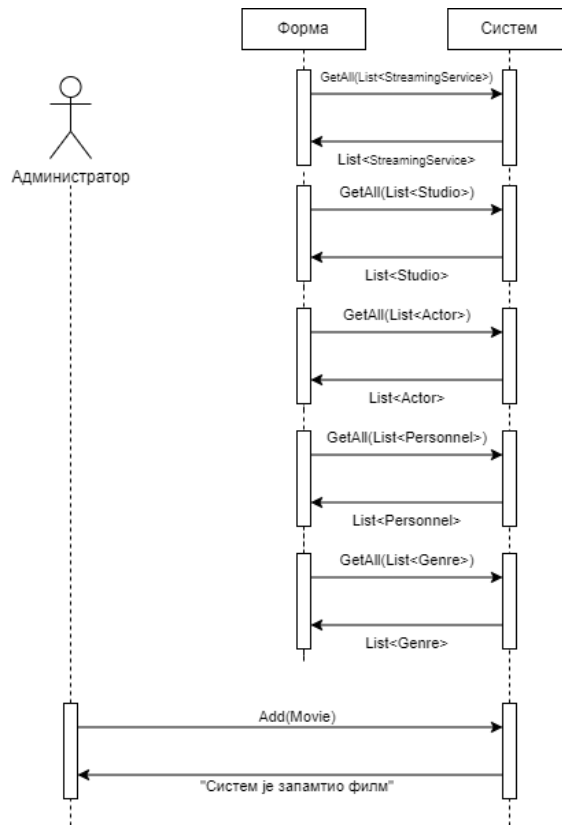 Форма
Систем
GetAll(List<StreamingService>)
List<StreamingService>
Администратор
GetAll(List<Studio>)
List<Studio>
GetAll(List<Actor>)
List<Actor>
GetAll(List<Personnel>)
List<Personnel>
GetAll(List<Genre>)
List<Genre>
Add(Movie)
"Систем је запамтио филм"